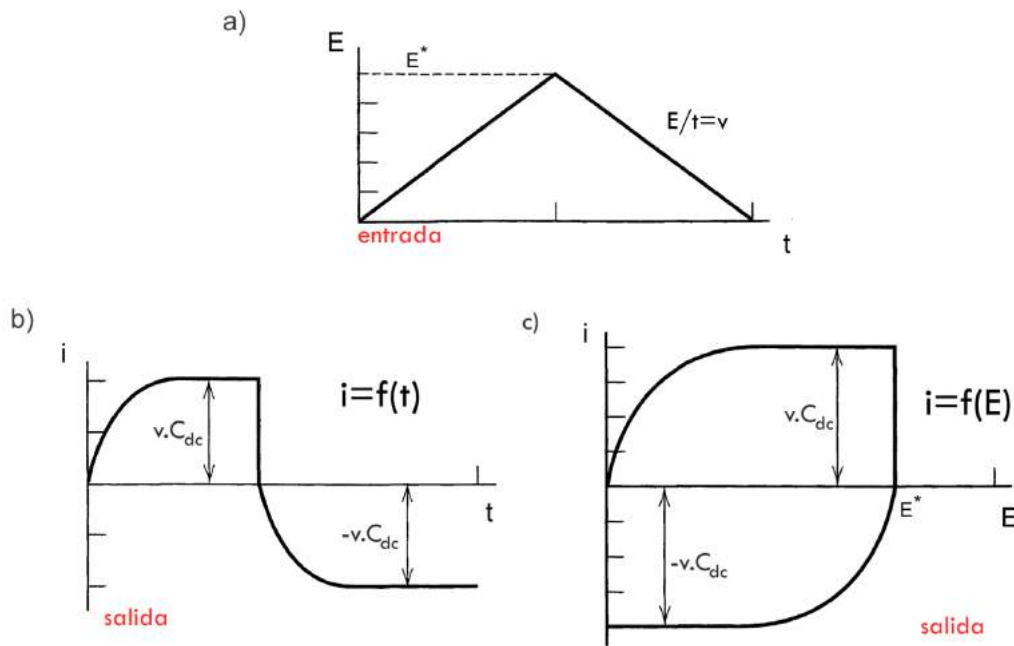 a)
E
E*
E/t=v
entrada
t
b)
i
i=f(t)
v.Cdc
t
-v.Cdc
salida
c)
i
i=f(E)
v.Cdc
E*
E
-v.Cdc
salida